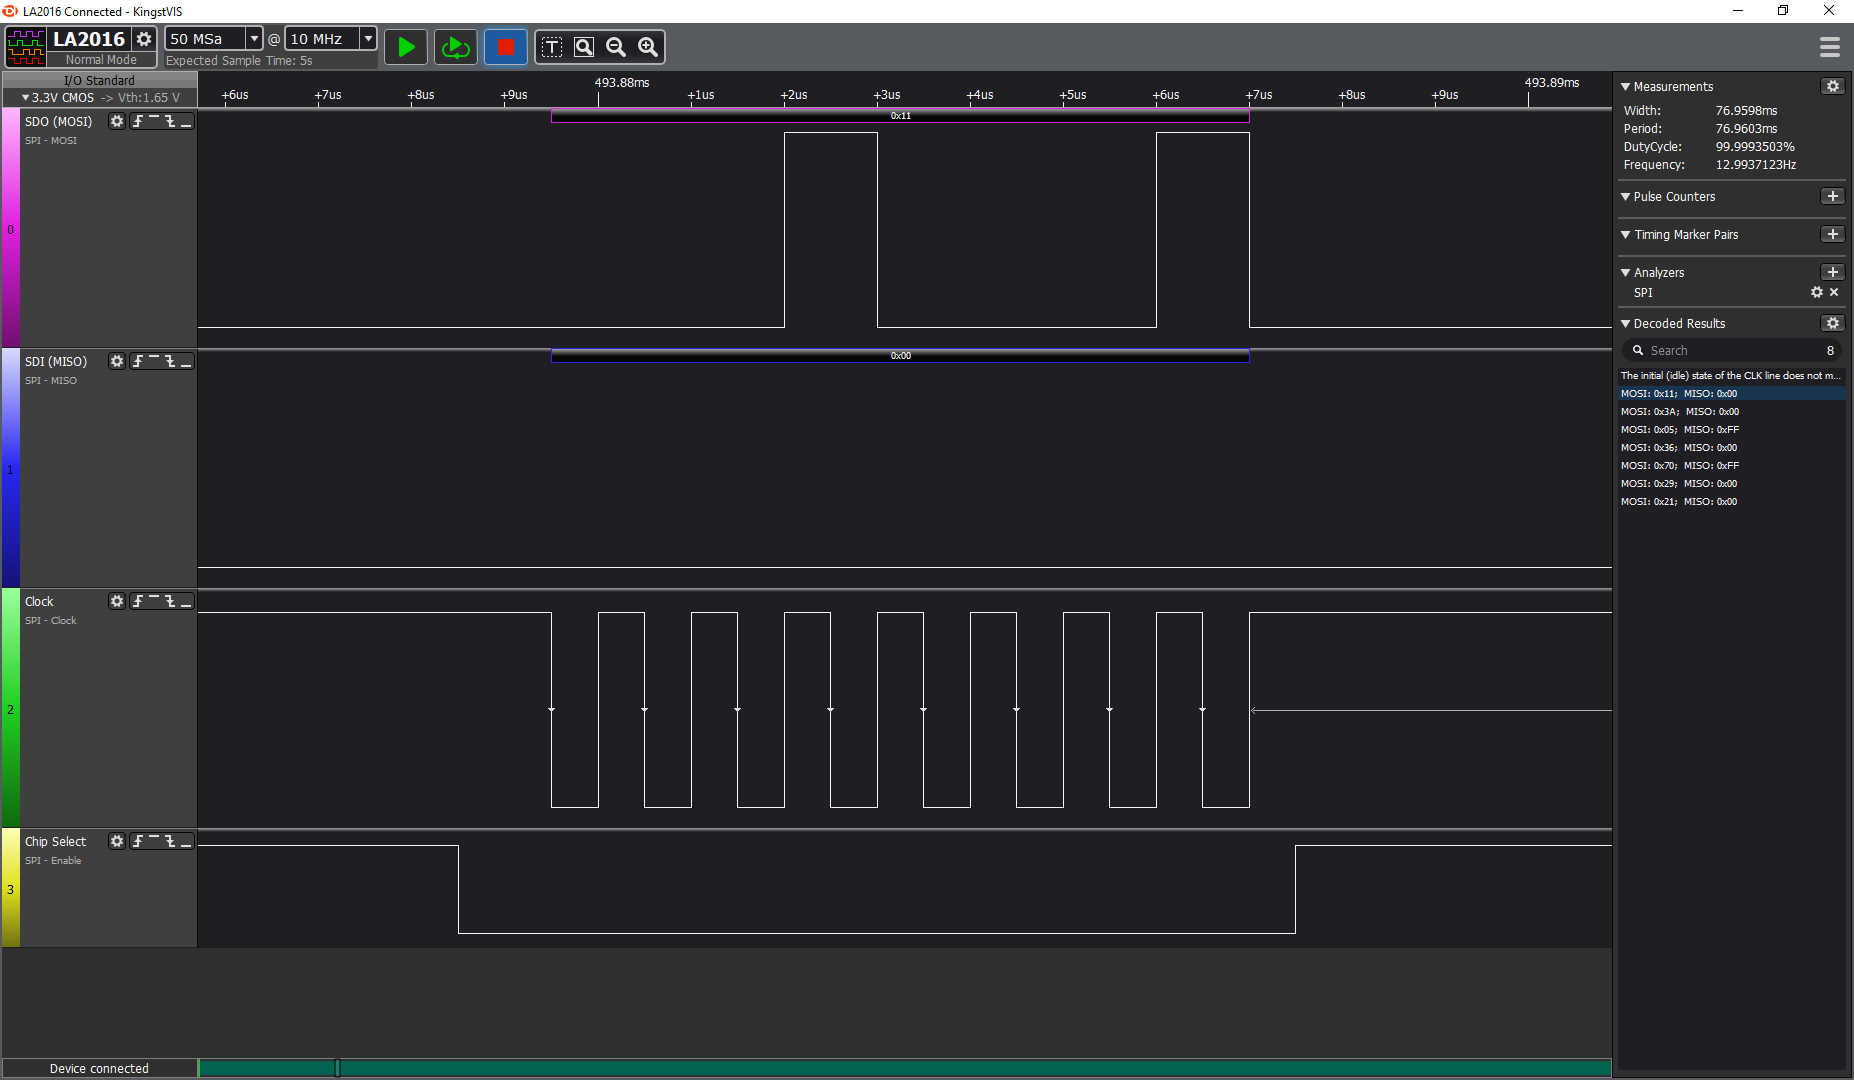 LA2016 Connected - KingstVIS
LA2016
Normal Mode
50 MSa @ 10 MHz
Expected Sample Time: 5s
T
I/O Standard
3.3V CMOS -> Vth:1.65 V
493.88ms 493.89ms
+6us +7us +8us +9us +1us +2us +3us +4us +5us +6us +7us +8us +9us
0
SDO (MOSI)
SPI - MOSI
0x11
1
SDI (MISO)
SPI - MISO
0x00
2
Clock
SPI - Clock
3
Chip Select
SPI - Enable
Measurements
Width: 76.9598ms
Period: 76.9603ms
DutyCycle: 99.9993503%
Frequency: 12.9937123Hz
Pulse Counters
Timing Marker Pairs
Analyzers
SPI
Decoded Results
Search 8
The initial (idle) state of the CLK line does not m...
MOSI: 0x11; MISO: 0x00
MOSI: 0x3A; MISO: 0x00
MOSI: 0x05; MISO: 0xFF
MOSI: 0x36; MISO: 0x00
MOSI: 0x70; MISO: 0xFF
MOSI: 0x29; MISO: 0x00
MOSI: 0x21; MISO: 0x00
Device connected